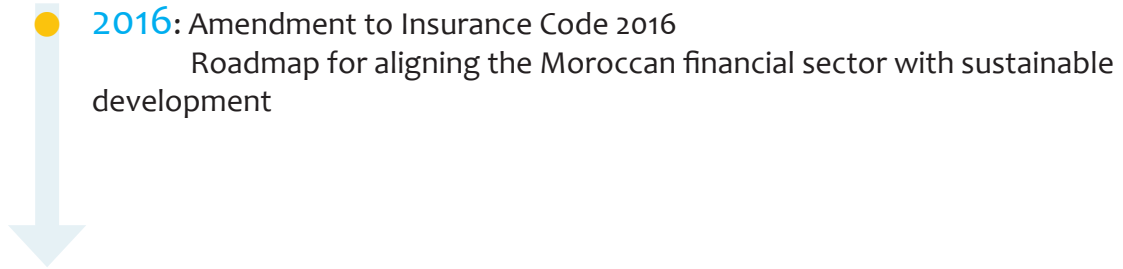 2016: Amendment to Insurance Code 2016
Roadmap for aligning the Moroccan financial sector with sustainable
development